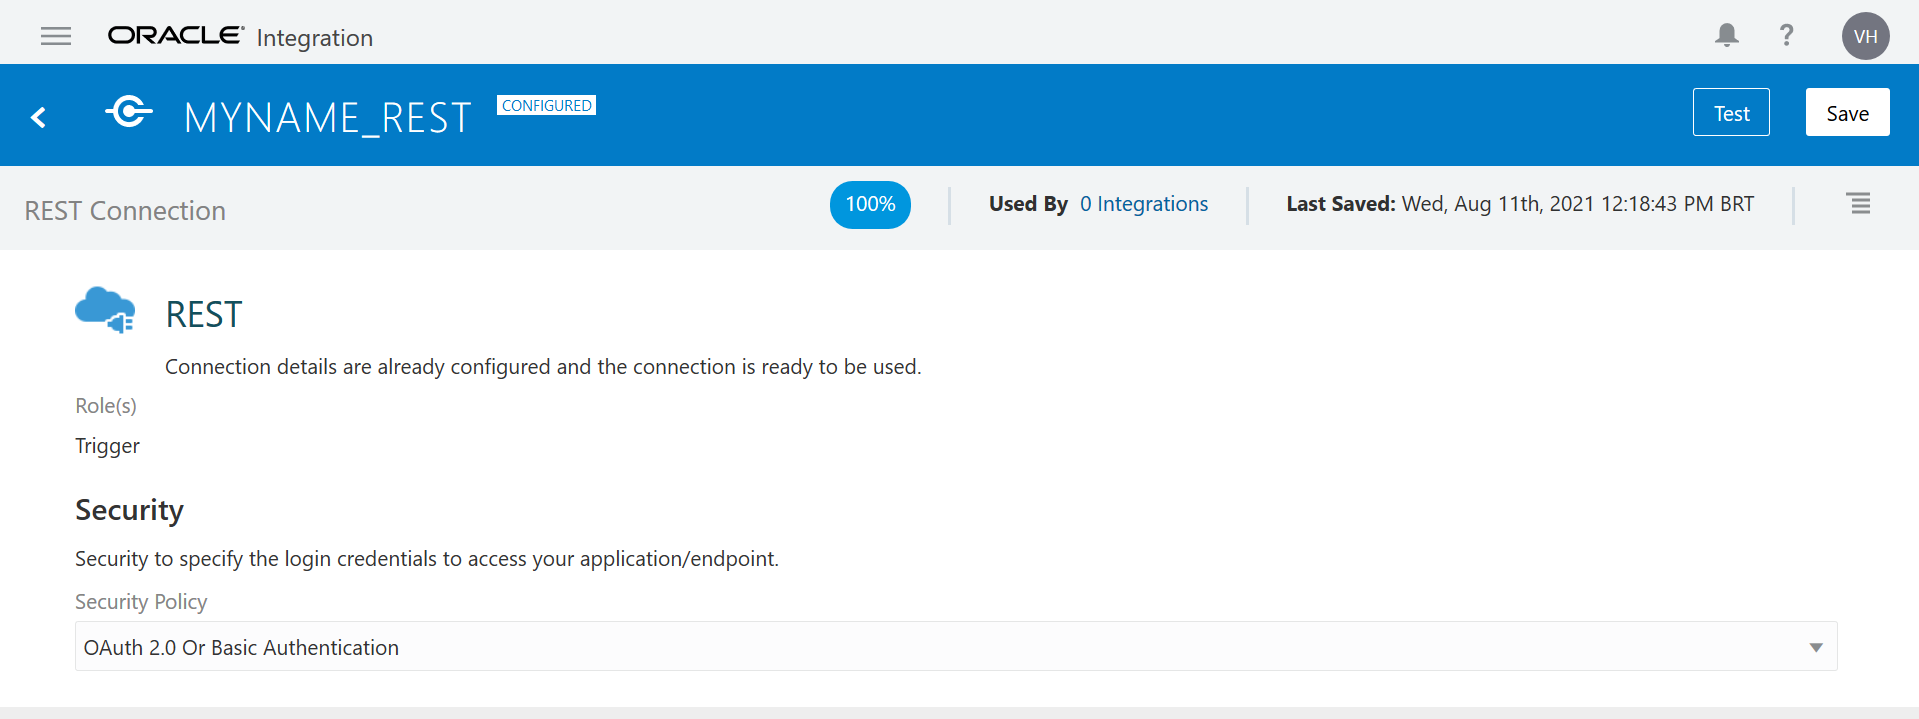 ORACLE Integration
? VH
MYNAME_REST CONFIGURED
Test Save
REST Connection
100% Used By 0 Integrations Last Saved: Wed, Aug 11th, 2021 12:18:43 PM BRT
REST
Connection details are already configured and the connection is ready to be used.
Role(s)
Trigger
Security
Security to specify the login credentials to access your application/endpoint.
Security Policy
OAuth 2.0 Or Basic Authentication